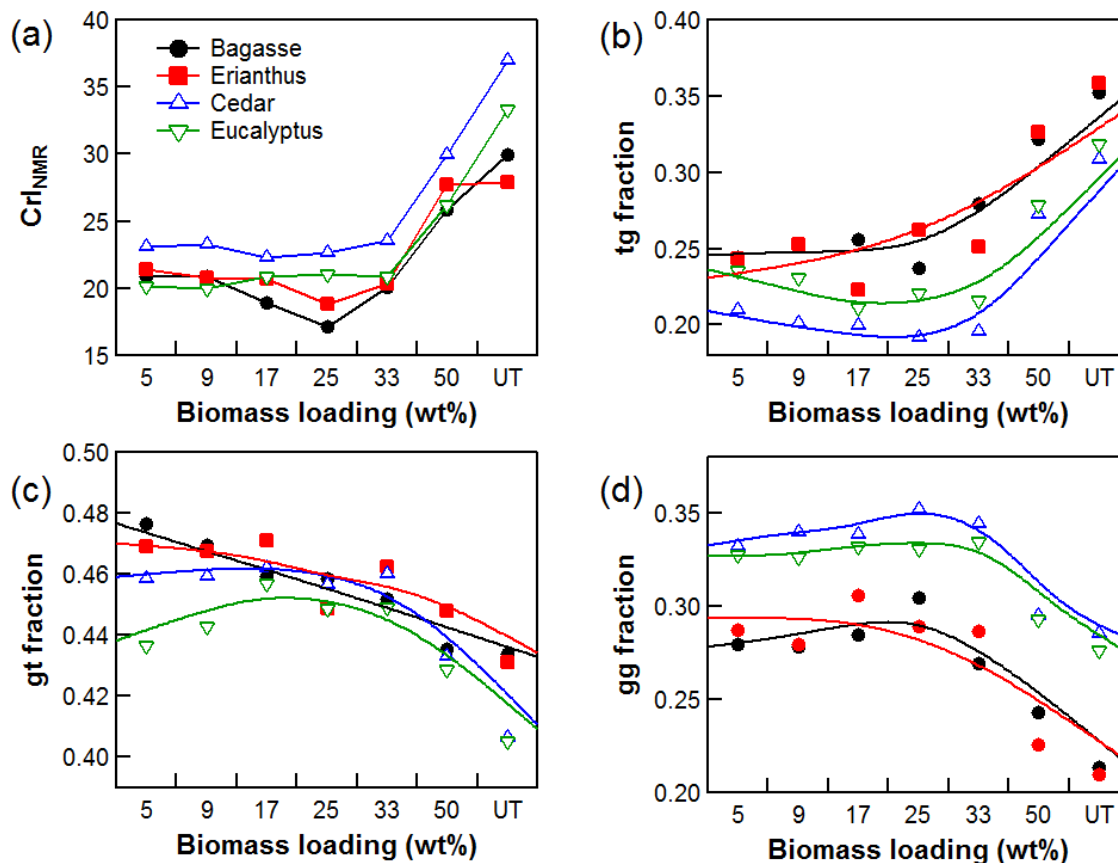 (a)
40
35
30
25
20
15
CrI_NMR
Bagasse
Erianthus
Cedar
Eucalyptus
5 9 17 25 33 50 UT
Biomass loading (wt%)
(b)
0.35
0.30
0.25
0.20
tg fraction
5 9 17 25 33 50 UT
Biomass loading (wt%)
(c)
0.50
0.48
0.46
0.44
0.42
0.40
gt fraction
5 9 17 25 33 50 UT
Biomass loading (wt%)
(d)
0.35
0.30
0.25
0.20
gg fraction
5 9 17 25 33 50 UT
Biomass loading (wt%)